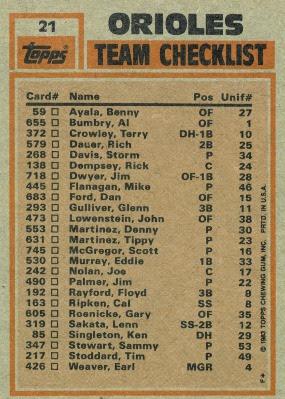 21
Topps
ORIOLES
TEAM CHECKLIST
Card# Name Pos Unif#
59 Ayala, Benny OF 27
655 Bumbry, Al OF 1
372 Crowley, Terry DH-1B 10
579 Dauer, Rich 2B 25
268 Davis, Storm P 34
138 Dempsey, Rick C 24
718 Dwyer, Jim OF-1B 28
445 Flanagan, Mike P 46
683 Ford, Dan OF 15
293 Gulliver, Glenn 3B 11
473 Lowenstein, John OF 38
553 Martinez, Denny P 30
631 Martinez, Tippy P 23
745 McGregor, Scott P 16
530 Murray, Eddie 1B 33
242 Nolan, Joe C 17
490 Palmer, Jim P 22
192 Rayford, Floyd 3B 9
163 Ripken, Cal SS 8
605 Roenicke, Gary OF 35
319 Sakata, Lenn SS-2B 12
85 Singleton, Ken DH 29
347 Stewart, Sammy P 53
217 Stoddard, Tim P 49
426 Weaver, Earl MGR 4
F* © 1983 TOPPS CHEWING GUM, INC. PRTD. IN U.S.A.